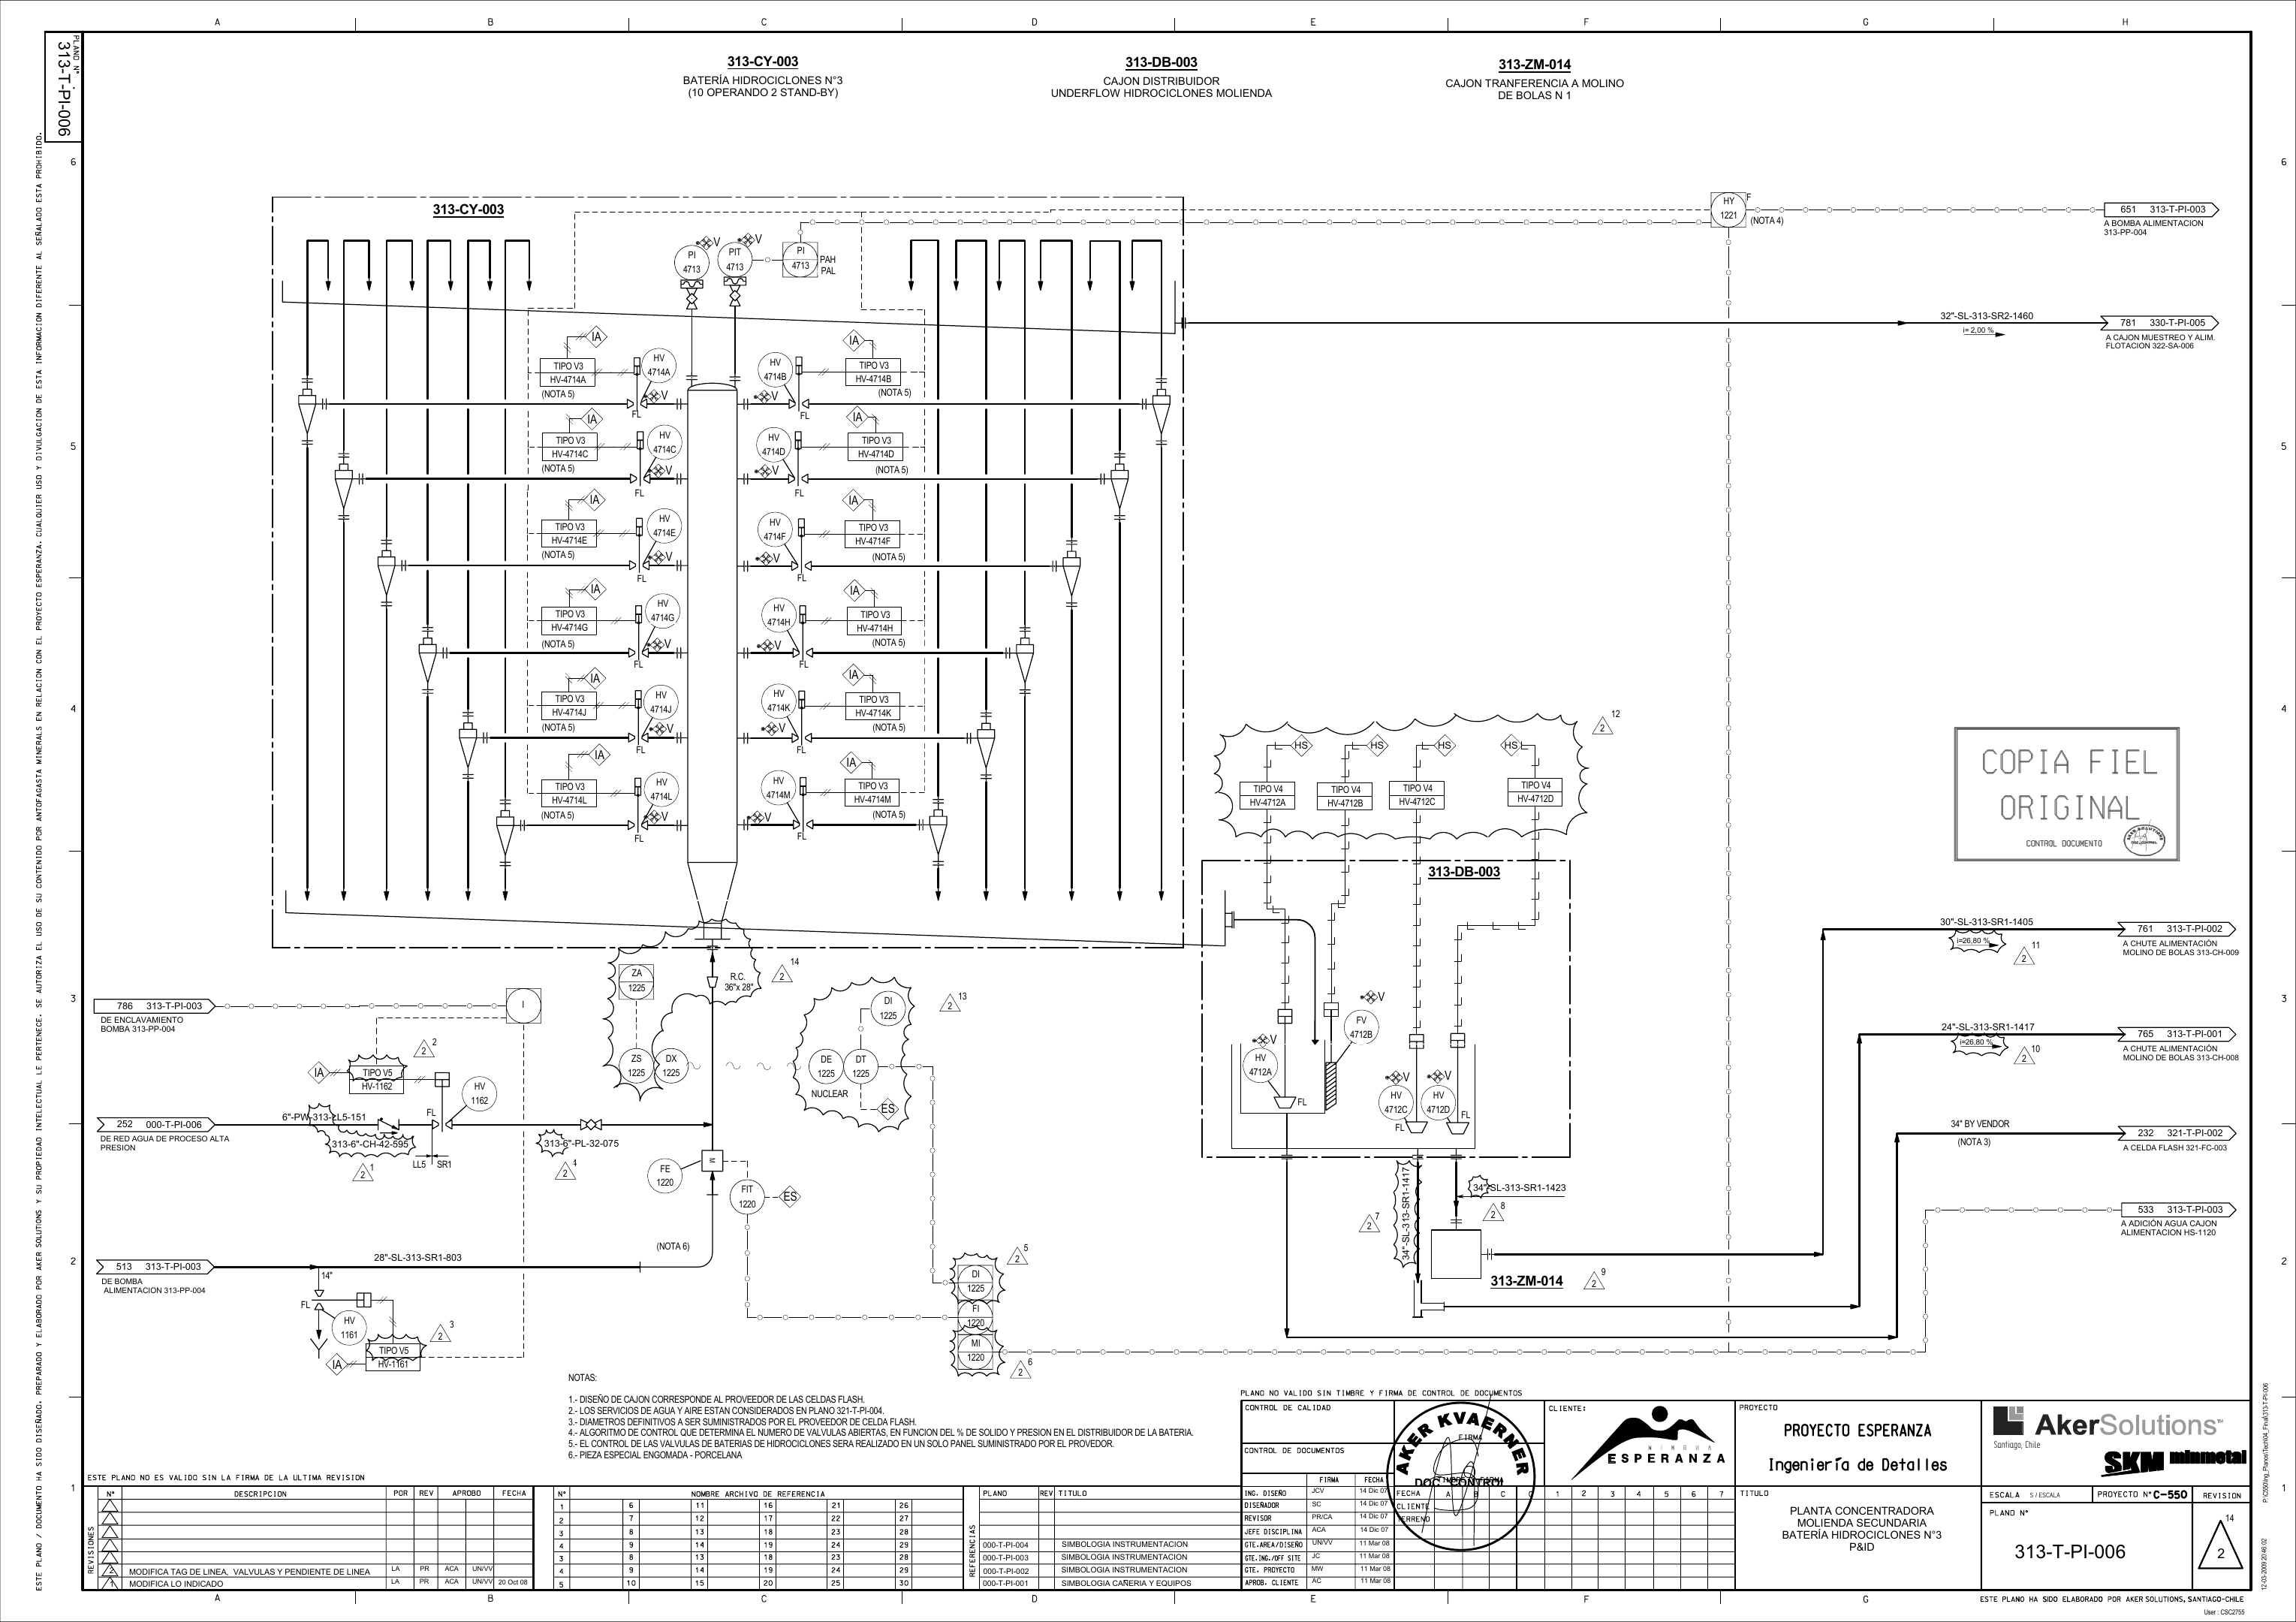 A B C D E F G H
PLANO N°
313-T-PI-006
313-CY-003
BATERÍA HIDROCICLONES N°3
(10 OPERANDO 2 STAND-BY)
313-DB-003
CAJON DISTRIBUIDOR
UNDERFLOW HIDROCICLONES MOLIENDA
313-ZM-014
CAJON TRANFERENCIA A MOLINO
DE BOLAS N 1
ESTE PLANO / DOCUMENTO HA SIDO DISEÑADO, PREPARADO Y ELABORADO POR AKER SOLUTIONS Y SU PROPIEDAD INTELECTUAL LE PERTENECE. SE AUTORIZA EL USO DE SU CONTENIDO POR ANTOFAGASTA MINERALS EN RELACION CON EL PROYECTO ESPERANZA. CUALQUIER USO Y DIVULGACION DE ESTA INFORMACION DIFERENTE AL SEÑALADO ESTA PROHIBIDO.
6
5
4
3
2
1
313-CY-003
PI
4713
V
PIT
4713
V
PI
4713
PAH
PAL
HY
1221
F
(NOTA 4)
651 313-T-PI-003
A BOMBA ALIMENTACION
313-PP-004
32"-SL-313-SR2-1460
i= 2,00 %
781 330-T-PI-005
A CAJON MUESTREO Y ALIM.
FLOTACION 322-SA-006
IA
TIPO V3
HV-4714A
(NOTA 5)
HV
4714A
V
FL
HV
4714B
V
FL
IA
TIPO V3
HV-4714B
(NOTA 5)
IA
TIPO V3
HV-4714C
(NOTA 5)
HV
4714C
V
FL
HV
4714D
V
FL
IA
TIPO V3
HV-4714D
(NOTA 5)
IA
TIPO V3
HV-4714E
(NOTA 5)
HV
4714E
V
FL
HV
4714F
V
FL
IA
TIPO V3
HV-4714F
(NOTA 5)
IA
TIPO V3
HV-4714G
(NOTA 5)
HV
4714G
V
FL
HV
4714H
V
FL
IA
TIPO V3
HV-4714H
(NOTA 5)
IA
TIPO V3
HV-4714J
(NOTA 5)
HV
4714J
V
FL
HV
4714K
V
FL
IA
TIPO V3
HV-4714K
(NOTA 5)
IA
TIPO V3
HV-4714L
(NOTA 5)
HV
4714L
V
FL
HV
4714M
V
FL
IA
TIPO V3
HV-4714M
(NOTA 5)
2 12
HS HS HS HS
TIPO V4
HV-4712A
TIPO V4
HV-4712B
TIPO V4
HV-4712C
TIPO V4
HV-4712D
COPIA FIEL
ORIGINAL
CONTROL DOCUMENTO
313-DB-003
V
HV
4712A
FL
V
FV
4712B
V
HV
4712C
FL
V
HV
4712D
FL
30"-SL-313-SR1-1405
i=26,80 %
2 11
761 313-T-PI-002
A CHUTE ALIMENTACIÓN
MOLINO DE BOLAS 313-CH-009
24"-SL-313-SR1-1417
i=26,80 %
2 10
765 313-T-PI-001
A CHUTE ALIMENTACIÓN
MOLINO DE BOLAS 313-CH-008
34" BY VENDOR
(NOTA 3)
232 321-T-PI-002
A CELDA FLASH 321-FC-003
533 313-T-PI-003
A ADICIÓN AGUA CAJON
ALIMENTACION HS-1120
34"-SL-313-SR1-1417
2 7
34"-SL-313-SR1-1423
2 8
313-ZM-014
2 9
786 313-T-PI-003
DE ENCLAVAMIENTO
BOMBA 313-PP-004
I
2 2
IA
TIPO V5
HV-1162
HV
1162
FL
6"-PW-313-LL5-151
252 000-T-PI-006
DE RED AGUA DE PROCESO ALTA
PRESION
313-6"-CH-42-595
LL5 SR1
2 1
313-6"-PL-32-075
2 4
ZA
1225
R.C.
36"x 28"
2 14
ZS
1225
DX
1225
DE
1225
DT
1225
DI
1225
NUCLEAR
ES
2 13
FE
1220
FIT
1220
ES
28"-SL-313-SR1-803
(NOTA 6)
513 313-T-PI-003
DE BOMBA
ALIMENTACION 313-PP-004
14"
FL
HV
1161
2 3
TIPO V5
HV-1161
IA
DI
1225
2 5
FI
1220
MI
1220
2 6
NOTAS:
1.- DISEÑO DE CAJON CORRESPONDE AL PROVEEDOR DE LAS CELDAS FLASH.
2.- LOS SERVICIOS DE AGUA Y AIRE ESTAN CONSIDERADOS EN PLANO 321-T-PI-004.
3.- DIAMETROS DEFINITIVOS A SER SUMINISTRADOS POR EL PROVEEDOR DE CELDA FLASH.
4.- ALGORITMO DE CONTROL QUE DETERMINA EL NUMERO DE VALVULAS ABIERTAS, EN FUNCION DEL % DE SOLIDO Y PRESION EN EL DISTRIBUIDOR DE LA BATERIA.
5.- EL CONTROL DE LAS VALVULAS DE BATERIAS DE HIDROCICLONES SERA REALIZADO EN UN SOLO PANEL SUMINISTRADO POR EL PROVEDOR.
6.- PIEZA ESPECIAL ENGOMADA - PORCELANA
ESTE PLANO NO ES VALIDO SIN LA FIRMA DE LA ULTIMA REVISION
REVISIONES
N° DESCRIPCION POR REV APROBO FECHA
2 MODIFICA TAG DE LINEA, VALVULAS Y PENDIENTE DE LINEA LA PR ACA UN/VV
1 MODIFICA LO INDICADO LA PR ACA UN/VV 20 Oct 08
N° NOMBRE ARCHIVO DE REFERENCIA
1 6 11 16 21 26
2 7 12 17 22 27
3 8 13 18 23 28
4 9 14 19 24 29
3 8 13 18 23 28
4 9 14 19 24 29
5 10 15 20 25 30
REFERENCIAS
PLANO REV TITULO
000-T-PI-004 SIMBOLOGIA INSTRUMENTACION
000-T-PI-003 SIMBOLOGIA INSTRUMENTACION
000-T-PI-002 SIMBOLOGIA INSTRUMENTACION
000-T-PI-001 SIMBOLOGIA CAÑERIA Y EQUIPOS
PLANO NO VALIDO SIN TIMBRE Y FIRMA DE CONTROL DE DOCUMENTOS
CONTROL DE CALIDAD
CONTROL DE DOCUMENTOS
FIRMA
AKER KVAERNER
DOC. CONTROL
FIRMA FECHA
ING. DISEÑO JCV 14 Dic 07
DISEÑADOR SC 14 Dic 07
REVISOR PR/CA 14 Dic 07
JEFE DISCIPLINA ACA 14 Dic 07
GTE.AREA/DISEÑO UN/VV 11 Mar 08
GTE.ING./OFF SITE JC 11 Mar 08
GTE. PROYECTO MW 11 Mar 08
APROB. CLIENTE AC 11 Mar 08
FECHA A B C 1 2 3 4 5 6 7
CLIENTE
TERRENO
CLIENTE:
MINERA
ESPERANZA
PROYECTO
PROYECTO ESPERANZA
Ingeniería de Detalles
TITULO
PLANTA CONCENTRADORA
MOLIENDA SECUNDARIA
BATERÍA HIDROCICLONES N°3
P&ID
AkerSolutions™
Santiago, Chile
SKM minmetal
ESCALA S / ESCALA
PROYECTO N° C-550
REVISION
PLANO N°
313-T-PI-006
14
2
ESTE PLANO HA SIDO ELABORADO POR AKER SOLUTIONS, SANTIAGO-CHILE
12-03-2009 20:46:02
User : CSC2755
A B C D E F G